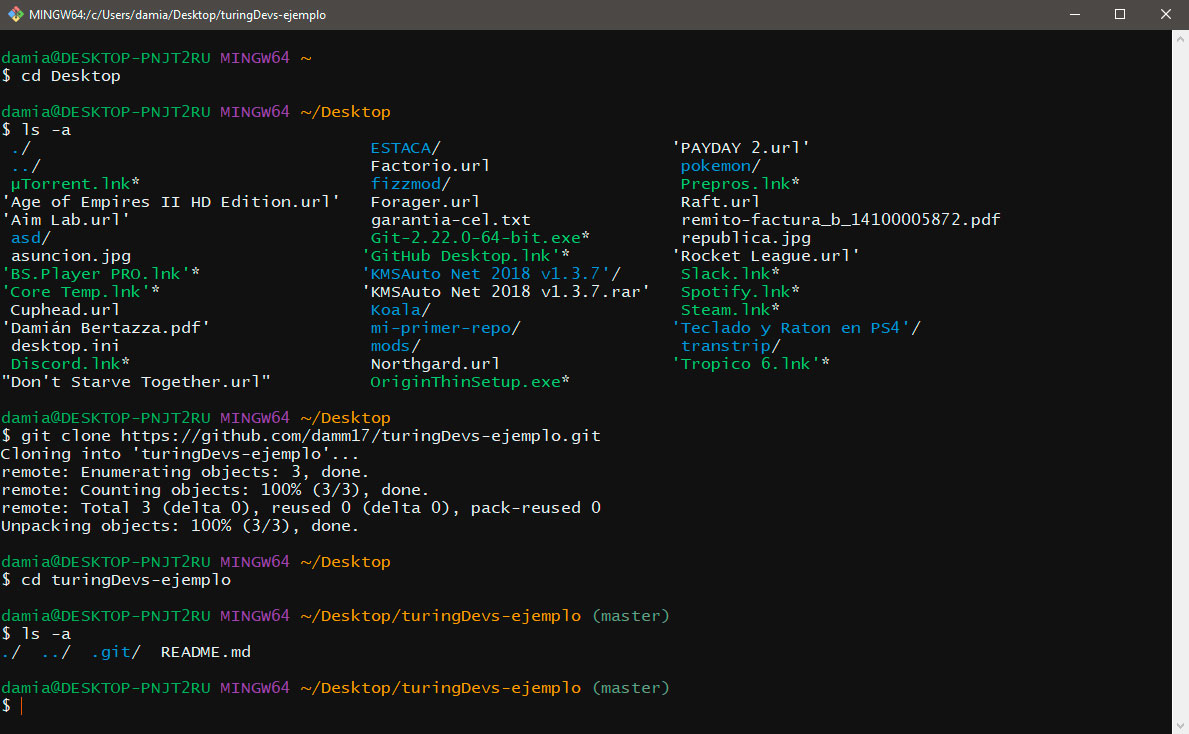 MINGW64:/c/Users/damia/Desktop/turingDevs-ejemplo
damia@DESKTOP-PNJT2RU MINGW64 ~
$ cd Desktop
damia@DESKTOP-PNJT2RU MINGW64 ~/Desktop
$ ls -a
./ ESTACA/ 'PAYDAY 2.url'
../ Factorio.url pokemon/
µTorrent.lnk* fizzmod/ Prepros.lnk*
'Age of Empires II HD Edition.url' Forager.url Raft.url
'Aim Lab.url' garantia-cel.txt remito-factura_b_14100005872.pdf
asd/ Git-2.22.0-64-bit.exe* republica.jpg
asuncion.jpg 'GitHub Desktop.lnk'* 'Rocket League.url'
'BS.Player PRO.lnk'* 'KMSAuto Net 2018 v1.3.7'/ Slack.lnk*
'Core Temp.lnk'* 'KMSAuto Net 2018 v1.3.7.rar' Spotify.lnk*
Cuphead.url Koala/ Steam.lnk*
'Damián Bertazza.pdf' mi-primer-repo/ 'Teclado y Raton en PS4'/
desktop.ini mods/ transtrip/
Discord.lnk* Northgard.url 'Tropico 6.lnk'*
"Don't Starve Together.url" OriginThinSetup.exe*
damia@DESKTOP-PNJT2RU MINGW64 ~/Desktop
$ git clone https://github.com/damm17/turingDevs-ejemplo.git
Cloning into 'turingDevs-ejemplo'...
remote: Enumerating objects: 3, done.
remote: Counting objects: 100% (3/3), done.
remote: Total 3 (delta 0), reused 0 (delta 0), pack-reused 0
Unpacking objects: 100% (3/3), done.
damia@DESKTOP-PNJT2RU MINGW64 ~/Desktop
$ cd turingDevs-ejemplo
damia@DESKTOP-PNJT2RU MINGW64 ~/Desktop/turingDevs-ejemplo (master)
$ ls -a
./ ../ .git/ README.md
damia@DESKTOP-PNJT2RU MINGW64 ~/Desktop/turingDevs-ejemplo (master)
$